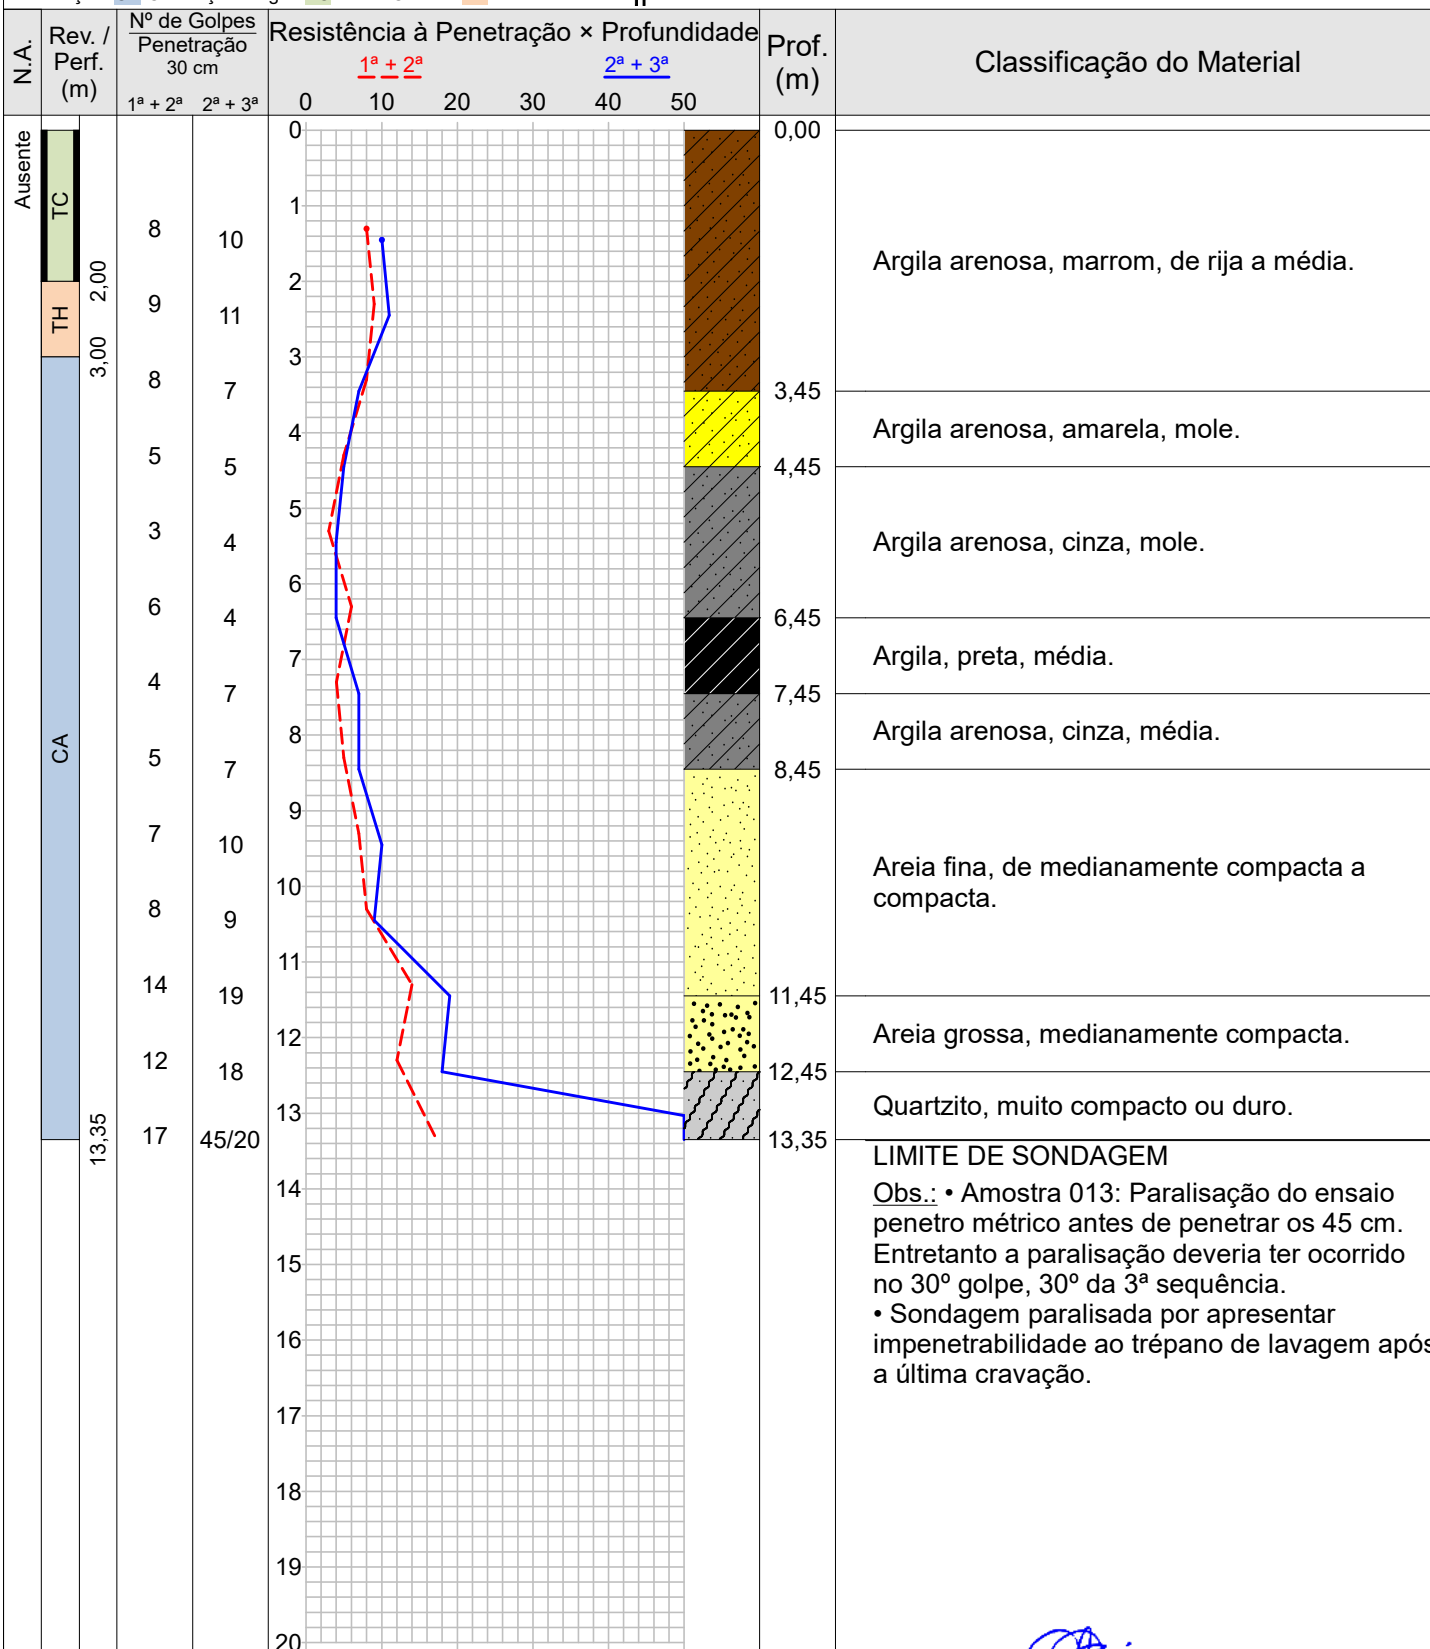 N.A.
Rev. /
Perf.
(m)
Nº de Golpes
Penetração
30 cm
1ª + 2ª
2ª + 3ª
Resistência à Penetração × Profundidade
1ª + 2ª
2ª + 3ª
0 10 20 30 40 50
Prof.
(m)
Classificação do Material
Ausente
TC
2,00
TH
3,00
CA
13,35
8 10
9 11
8 7
5 5
3 4
6 4
4 7
5 7
7 10
8 9
14 19
12 18
17 45/20
0
1
2
3
4
5
6
7
8
9
10
11
12
13
14
15
16
17
18
19
20
0,00
Argila arenosa, marrom, de rija a média.
3,45
Argila arenosa, amarela, mole.
4,45
Argila arenosa, cinza, mole.
6,45
Argila, preta, média.
7,45
Argila arenosa, cinza, média.
8,45
Areia fina, de medianamente compacta a
compacta.
11,45
Areia grossa, medianamente compacta.
12,45
Quartzito, muito compacto ou duro.
13,35
LIMITE DE SONDAGEM
Obs.: • Amostra 013: Paralisação do ensaio
penetro métrico antes de penetrar os 45 cm.
Entretanto a paralisação deveria ter ocorrido
no 30º golpe, 30º da 3ª sequência.
• Sondagem paralisada por apresentar
impenetrabilidade ao trépano de lavagem após
a última cravação.